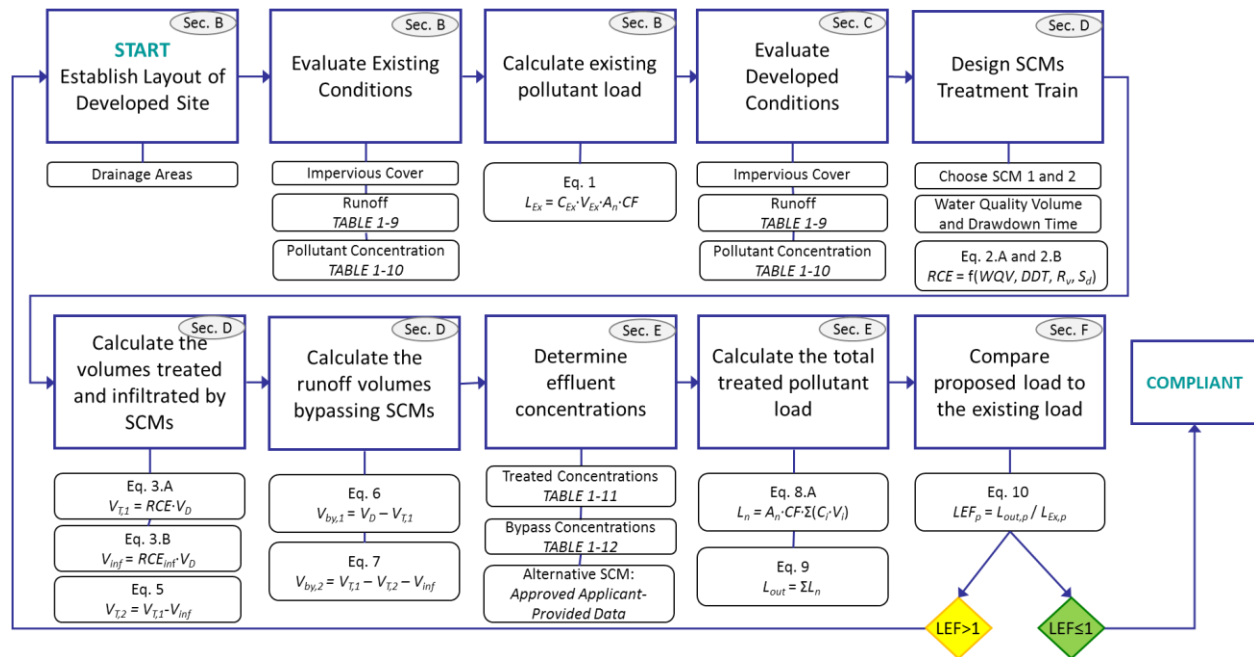 Sec. B
START
Establish Layout of
Developed Site
Drainage Areas
Sec. B
Evaluate Existing
Conditions
Impervious Cover
Runoff
TABLE 1-9
Pollutant Concentration
TABLE 1-10
Sec. B
Calculate existing
pollutant load
Eq. 1
L_Ex = C_Ex·V_Ex·A_n·CF
Sec. C
Evaluate
Developed
Conditions
Impervious Cover
Runoff
TABLE 1-9
Pollutant Concentration
TABLE 1-10
Sec. D
Design SCMs
Treatment Train
Choose SCM 1 and 2
Water Quality Volume
and Drawdown Time
Eq. 2.A and 2.B
RCE = f(WQV, DDT, R_v, S_d)
Sec. D
Calculate the
volumes treated
and infiltrated by
SCMs
Eq. 3.A
V_T,1 = RCE·V_D
Eq. 3.B
V_inf = RCE_inf·V_D
Eq. 5
V_T,2 = V_T,1-V_inf
Sec. D
Calculate the
runoff volumes
bypassing SCMs
Eq. 6
V_by,1 = V_D – V_T,1
Eq. 7
V_by,2 = V_T,1 – V_T,2 – V_inf
Sec. E
Determine
effluent
concentrations
Treated Concentrations
TABLE 1-11
Bypass Concentrations
TABLE 1-12
Alternative SCM:
Approved Applicant-
Provided Data
Sec. E
Calculate the total
treated pollutant
load
Eq. 8.A
L_n = A_n·CF·Σ(C_i·V_i)
Eq. 9
L_out = ΣL_n
Sec. F
Compare
proposed load to
the existing load
Eq. 10
LEF_p = L_out,p / L_Ex,p
LEF>1
LEF≤1
COMPLIANT